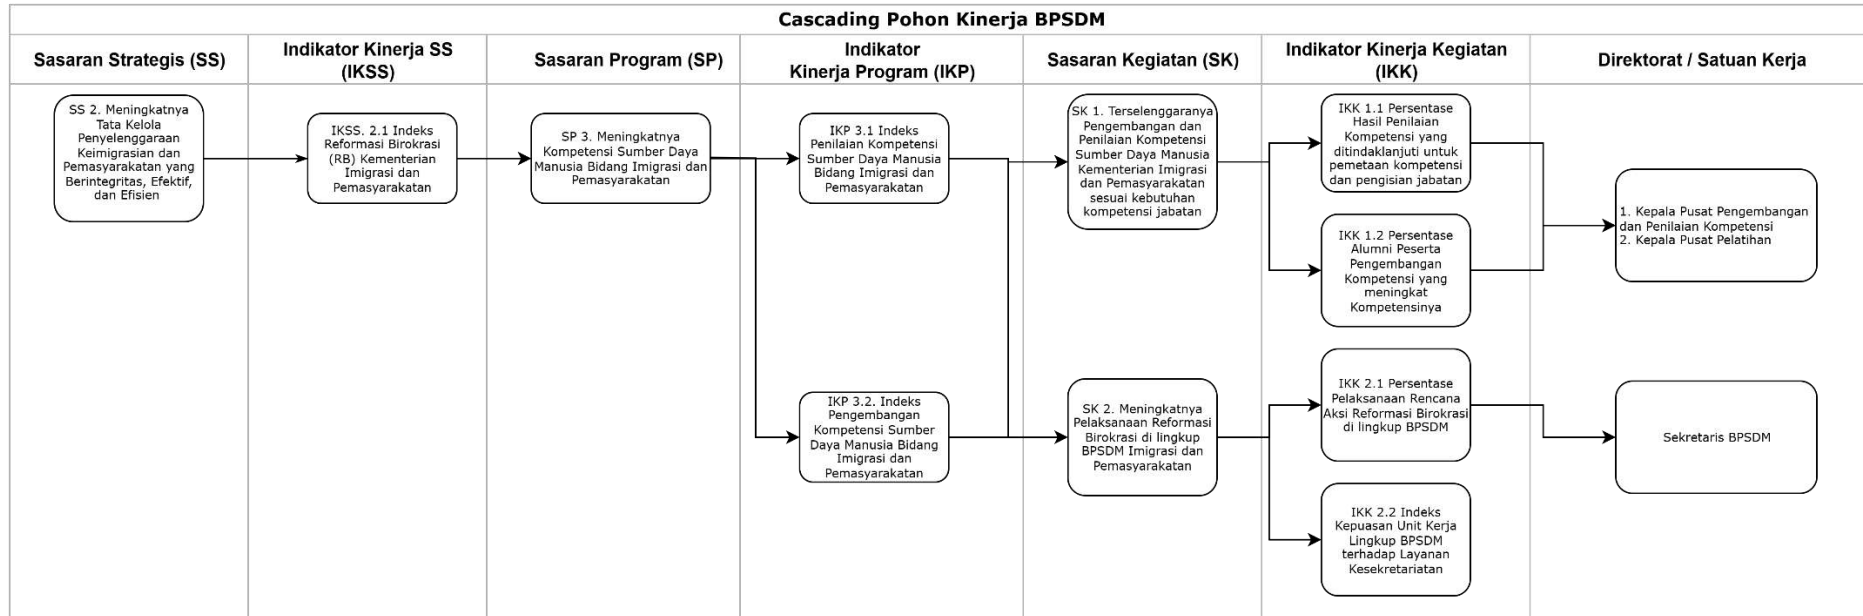 Cascading Pohon Kinerja BPSDM
Sasaran Strategis (SS)
Indikator Kinerja SS
(IKSS)
Sasaran Program (SP)
Indikator
Kinerja Program (IKP)
Sasaran Kegiatan (SK)
Indikator Kinerja Kegiatan
(IKK)
Direktorat / Satuan Kerja
SS 2. Meningkatnya
Tata Kelola
Penyelenggaraan
Keimigrasian dan
Pemasyarakatan yang
Berintegritas, Efektif,
dan Efisien
IKSS. 2.1 Indeks
Reformasi Birokrasi
(RB) Kementerian
Imigrasi dan
Pemasyarakatan
SP 3. Meningkatnya
Kompetensi Sumber Daya
Manusia Bidang Imigrasi dan
Pemasyarakatan
IKP 3.1 Indeks
Penilaian Kompetensi
Sumber Daya Manusia
Bidang Imigrasi dan
Pemasyarakatan
SK 1. Terselenggaranya
Pengembangan dan
Penilaian Kompetensi
Sumber Daya Manusia
Kementerian Imigrasi
dan Pemasyarakatan
sesuai kebutuhan
kompetensi jabatan
IKK 1.1 Persentase
Hasil Penilaian
Kompetensi yang
ditindaklanjuti untuk
pemetaan kompetensi
dan pengisian jabatan
IKK 1.2 Persentase
Alumni Peserta
Pengembangan
Kompetensi yang
meningkat
Kompetensinya
1. Kepala Pusat Pengembangan
dan Penilaian Kompetensi
2. Kepala Pusat Pelatihan
IKP 3.2. Indeks
Pengembangan
Kompetensi Sumber
Daya Manusia Bidang
Imigrasi dan
Pemasyarakatan
SK 2. Meningkatnya
Pelaksanaan Reformasi
Birokrasi di lingkup
BPSDM Imigrasi dan
Pemasyarakatan
IKK 2.1 Persentase
Pelaksanaan Rencana
Aksi Reformasi Birokrasi
di lingkup BPSDM
IKK 2.2 Indeks
Kepuasan Unit Kerja
Lingkup BPSDM
terhadap Layanan
Kesekretariatan
Sekretaris BPSDM